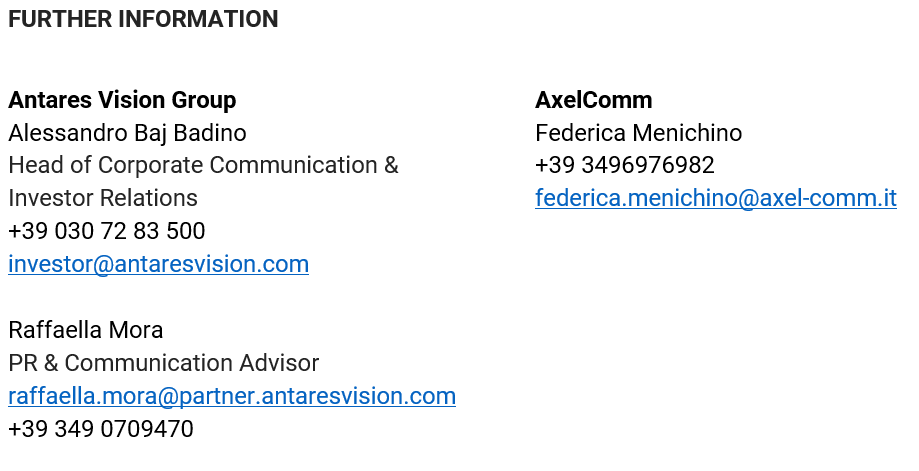 FURTHER INFORMATION
Antares Vision Group
Alessandro Baj Badino
Head of Corporate Communication &
Investor Relations
+39 030 72 83 500
investor@antaresvision.com
Raffaella Mora
PR & Communication Advisor
raffaella.mora@partner.antaresvision.com
+39 349 0709470
AxelComm
Federica Menichino
+39 3496976982
federica.menichino@axel-comm.it